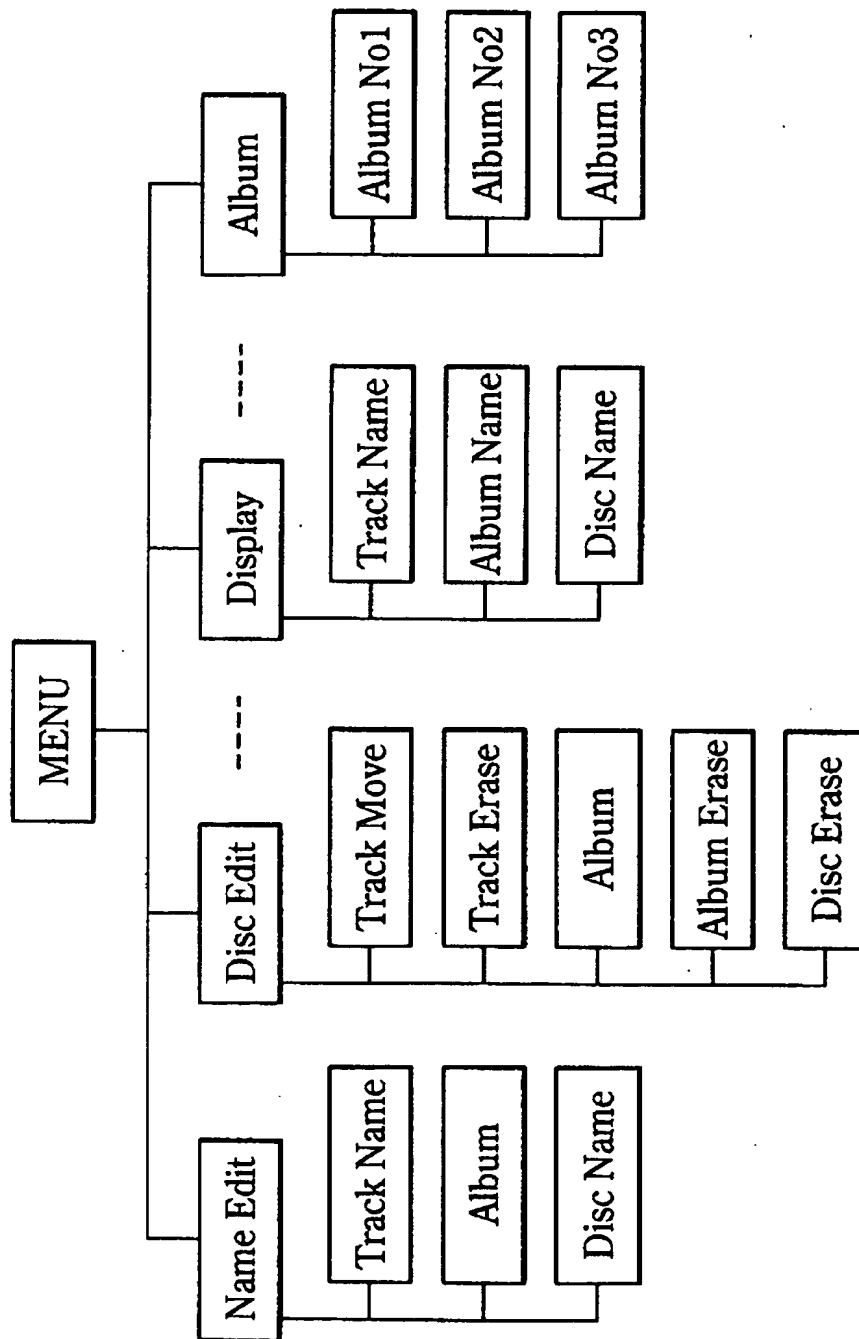 MENU
Name Edit
Track Name
Album
Disc Name
Disc Edit
Track Move
Track Erase
Album
Album Erase
Disc Erase
Display
Track Name
Album Name
Disc Name
Album
Album No1
Album No2
Album No3